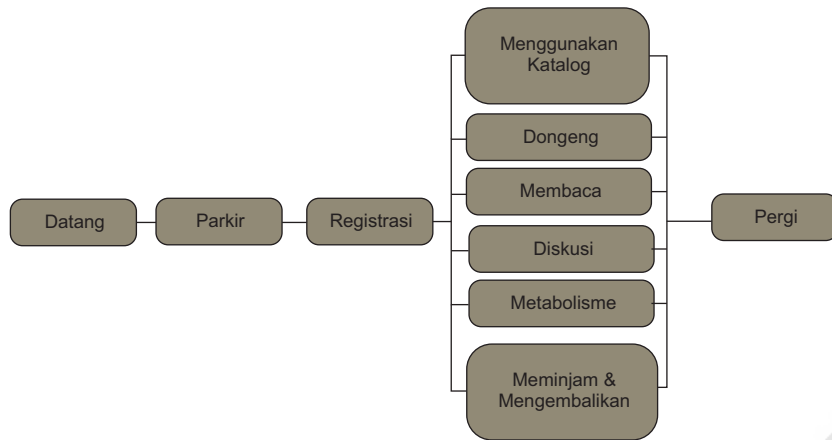 Datang
Parkir
Registrasi
Menggunakan
Katalog
Dongeng
Membaca
Diskusi
Metabolisme
Meminjam &
Mengembalikan
Pergi